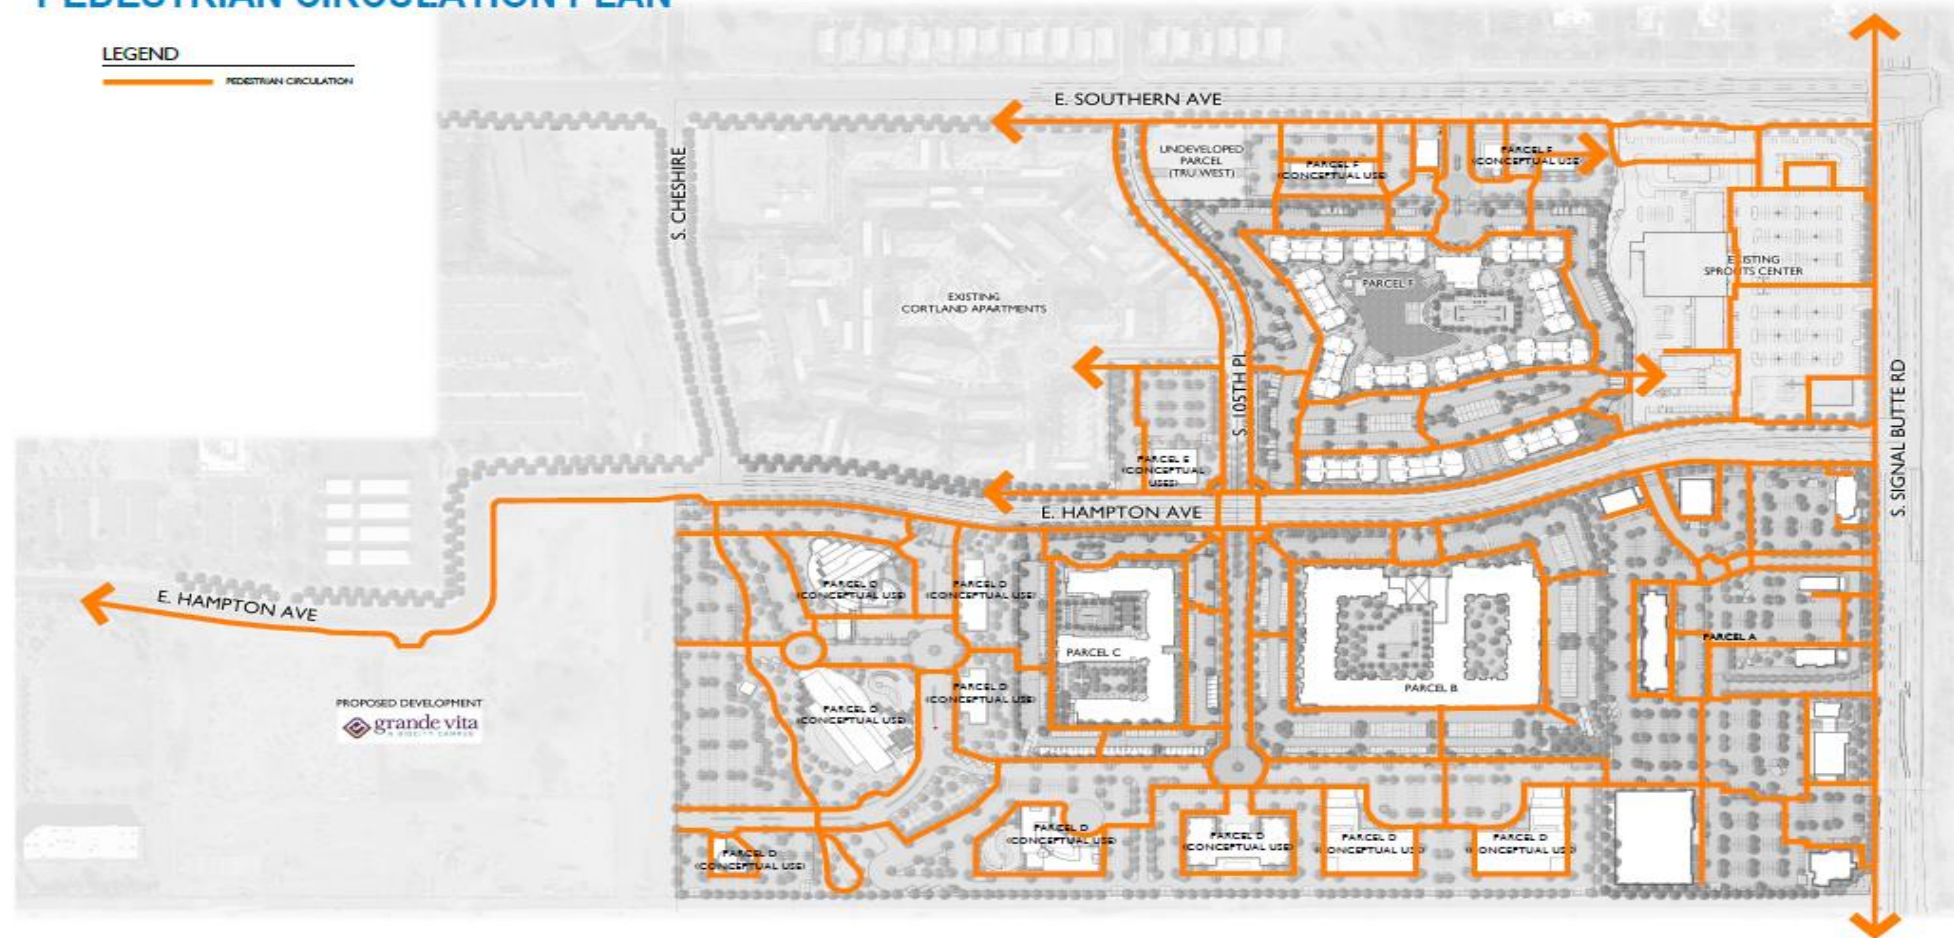 PEDESTRIAN CIRCULATION PLAN
LEGEND
PEDESTRIAN CIRCULATION
E. SOUTHERN AVE
S. CHESHIRE
UNDEVELOPED
PARCEL
(TRU WEST)
PARCEL F
(CONCEPTUAL USE)
PARCEL F
(CONCEPTUAL USE)
EXISTING
SPROUTS CENTER
PARCEL F
EXISTING
CORTLAND APARTMENTS
S. 105TH PL
S. SIGNAL BUTTE RD
PARCEL E
(CONCEPTUAL
USES)
E. HAMPTON AVE
E. HAMPTON AVE
PARCEL D
(CONCEPTUAL USE)
PARCEL D
(CONCEPTUAL USE)
PARCEL C
PARCEL B
PARCEL A
PARCEL D
(CONCEPTUAL USE)
PARCEL D
(CONCEPTUAL USE)
PROPOSED DEVELOPMENT
grande vita
PARCEL D
(CONCEPTUAL USE)
PARCEL D
(CONCEPTUAL USE)
PARCEL D
(CONCEPTUAL USE)
PARCEL D
(CONCEPTUAL USE)
PARCEL D
(CONCEPTUAL USE)